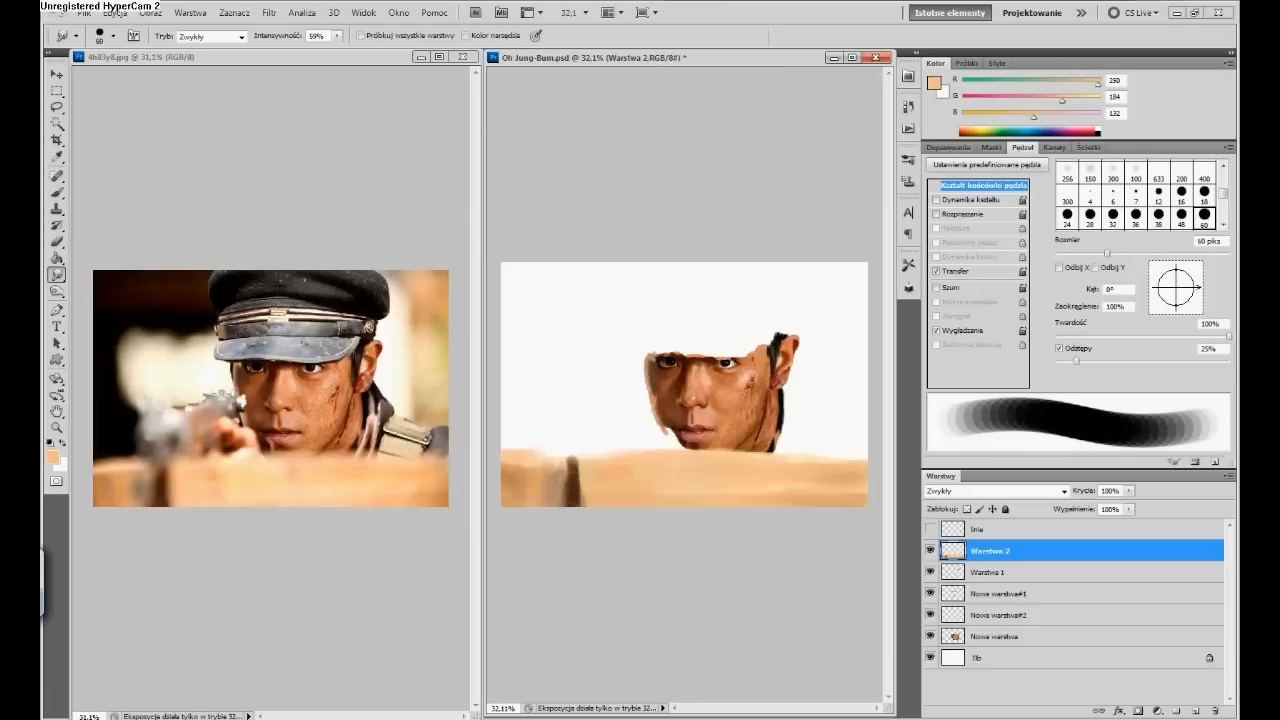 Unregistered HyperCam 2
Plik Edycja Obraz Warstwa Zaznacz Filtr Analiza 3D Widok Okno Pomoc
32,1
Istotne elementy
Projektowanie
CS Live
60
Tryb: Zwykły
Intensywność: 59%
Próbkuj wszystkie warstwy
Kolor narzędzia
4h83y8.jpg @ 31,1% (RGB/8)
Oh Jung-Bum.psd @ 32,1% (Warstwa 2,RGB/8#) *
Kolor Próbki Style
R 250
G 184
B 132
Dopasowania Maski Pędzel Kanały Ścieżki
Ustawienia predefiniowane pędzla
Kształt końcówki pędzla
Dynamika kształtu
Rozpraszanie
Tekstura
Podwójny pędzel
Dynamika koloru
Transfer
Szum
Mokre krawędzie
Aerograf
Wygładzanie
Zachowaj teksturę
256 150 300 100 633 200 400
300 4 6 7 12 16 18
24 28 36 38 48 60
Rozmiar 60 piks
Odbij X
Odbij Y
Kąt: 0°
Zaokrąglenie: 100%
Twardość 100%
Odstępy 25%
Warstwy
Zwykły
Krycie: 100%
Zablokuj:
Wypełnienie: 100%
linie
Warstwa 2
Warstwa 1
Nowa warstwa#1
Nowa warstwa#2
Nowa warstwa
Tło
31,1%
Ekspozycja działa tylko w trybie 32...
32,11%
Ekspozycja działa tylko w trybie 32...